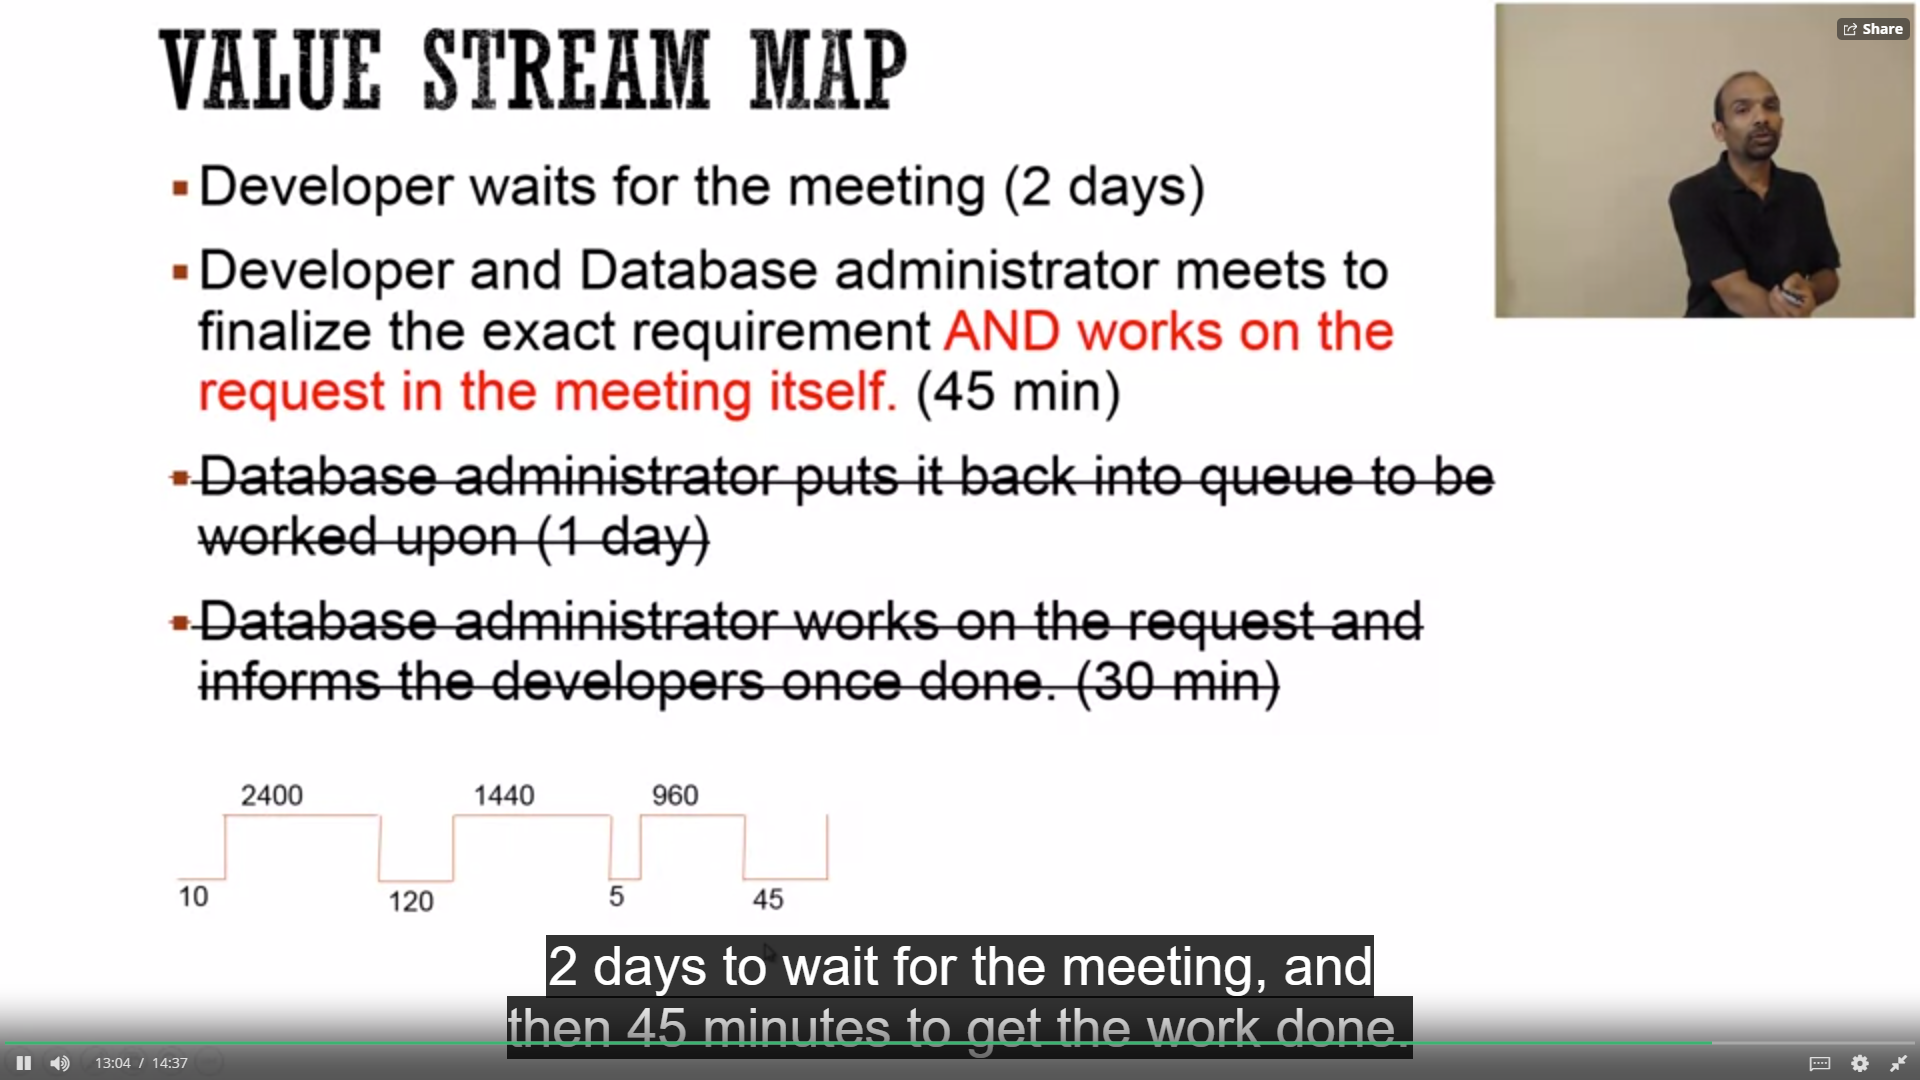 VALUE STREAM MAP
Share
Developer waits for the meeting (2 days)
Developer and Database administrator meets to
finalize the exact requirement AND works on the
request in the meeting itself. (45 min)
Database administrator puts it back into queue to be
worked upon (1 day)
Database administrator works on the request and
informs the developers once done. (30 min)
2400 1440 960
10 120 5 45
2 days to wait for the meeting, and
then 45 minutes to get the work done.
13:04 / 14:37